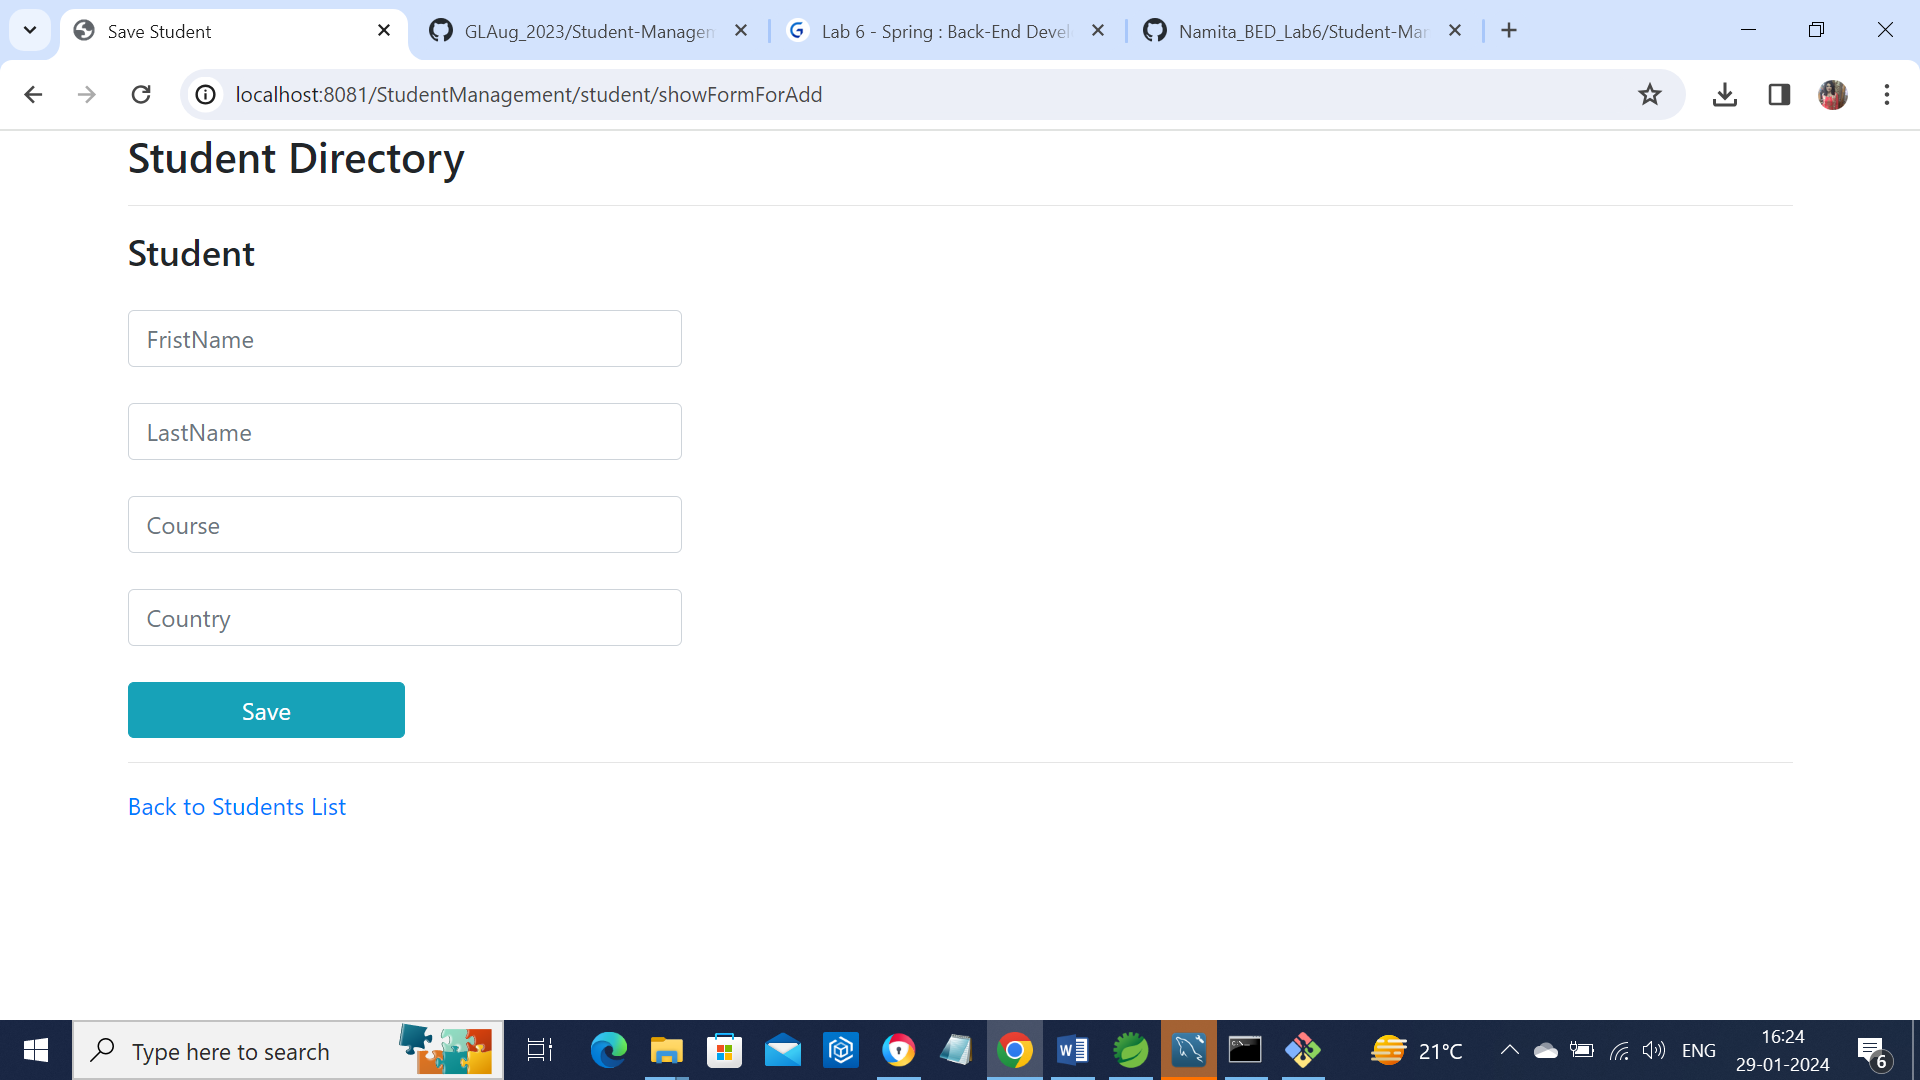 Save Student
GLAug_2023/Student-Managem
Lab 6 - Spring : Back-End Devel
Namita_BED_Lab6/Student-Mar
localhost:8081/StudentManagement/student/showFormForAdd
Student Directory
Student
FristName
LastName
Course
Country
Save
Back to Students List
Type here to search
21°C
ENG
16:24
29-01-2024
6